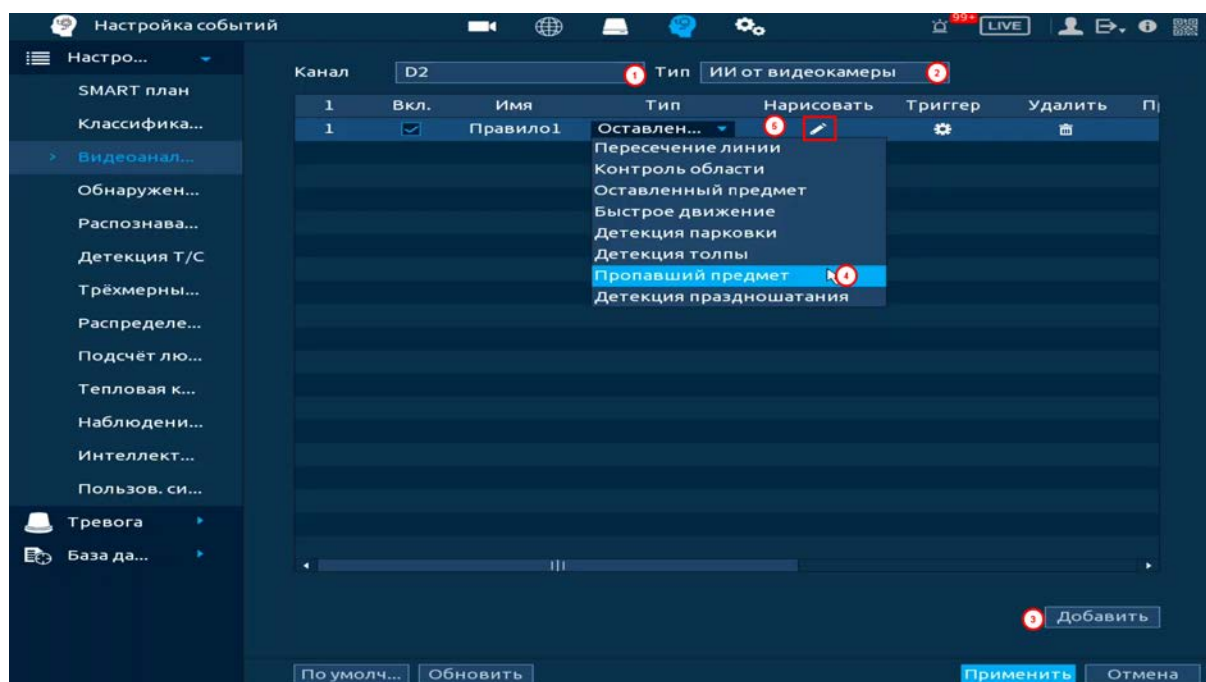 Настройка событий 99+ LIVE
Настро...
Канал D2 1 Тип ИИ от видеокамеры 2
SMART план
1 Вкл. Имя Тип Нарисовать Триггер Удалить П
Классифика...
1 Правило1 Оставлен... 5
Пересечение линии
Видеоанал...
Контроль области
Обнаружен...
Оставленный предмет
Быстрое движение
Распознава...
Детекция парковки
Детекция Т/С
Детекция толпы
Пропавший предмет 4
Трёхмерны...
Детекция праздношатания
Распределе...
Подсчёт лю...
Тепловая к...
Наблюдени...
Интеллект...
Пользов. си...
Тревога
База да...
3 Добавить
По умолч... Обновить Применить Отмена